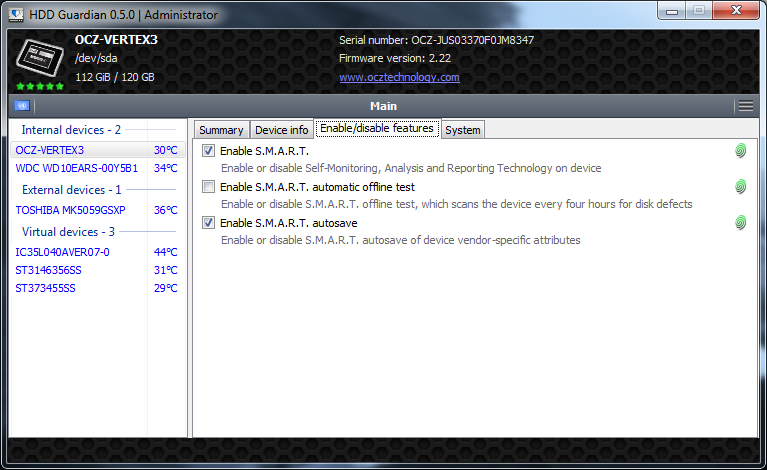 HDD Guardian 0.5.0 | Administrator
OCZ-VERTEX3
/dev/sda
112 GiB / 120 GB
Serial number: OCZ-JUS03370F0JM8347
Firmware version: 2.22
www.ocztechnology.com
Main
Internal devices - 2
OCZ-VERTEX3 30°C
WDC WD10EARS-00Y5B1 34°C
External devices - 1
TOSHIBA MK5059GSXP 36°C
Virtual devices - 3
IC35L040AVER07-0 44°C
ST3146356SS 31°C
ST373455SS 29°C
Summary Device info Enable/disable features System
Enable S.M.A.R.T.
Enable or disable Self-Monitoring, Analysis and Reporting Technology on device
Enable S.M.A.R.T. automatic offline test
Enable or disable S.M.A.R.T. offline test, which scans the device every four hours for disk defects
Enable S.M.A.R.T. autosave
Enable or disable S.M.A.R.T. autosave of device vendor-specific attributes